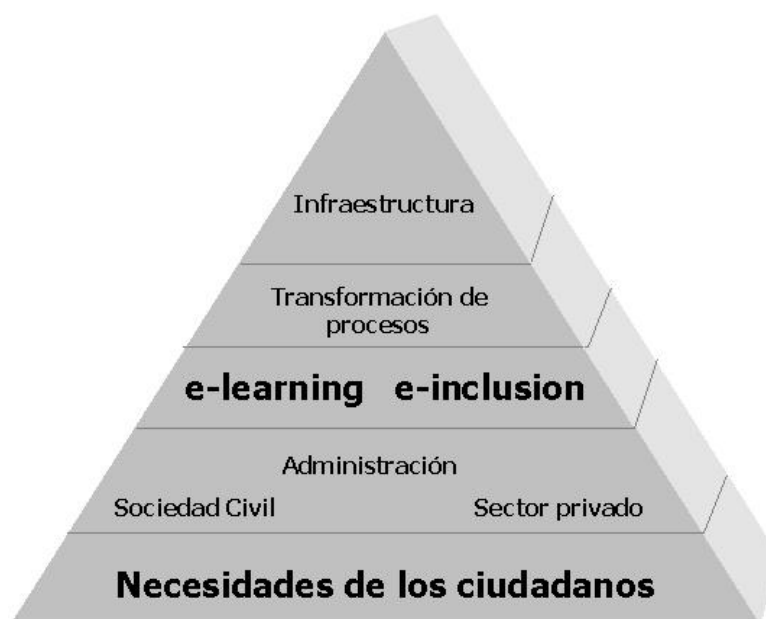 Infraestructura
Transformación de
procesos
e-learning e-inclusion
Administración
Sociedad Civil Sector privado
Necesidades de los ciudadanos